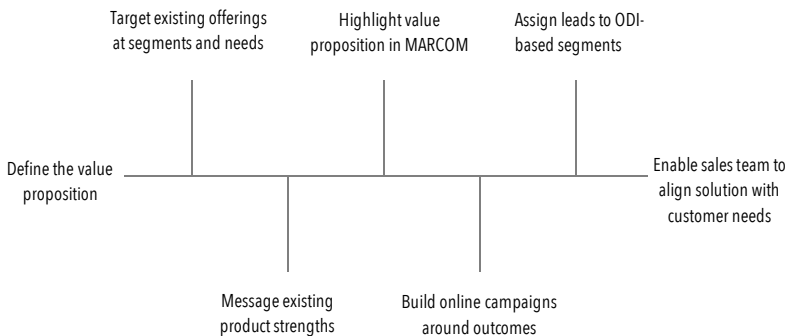 Target existing offerings
at segments and needs
Highlight value
proposition in MARCOM
Assign leads to ODI-
based segments
Define the value
proposition
Enable sales team to
align solution with
customer needs
Message existing
product strengths
Build online campaigns
around outcomes